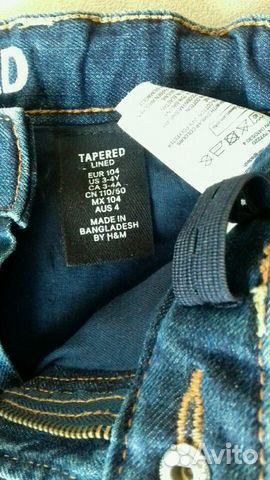 D
TAPERED
LINED
EUR 104
US 3-4Y
CA 3-4A
CN 110/50
MX 104
AUS 4
MADE IN
BANGLADESH
BY H&M
Avito